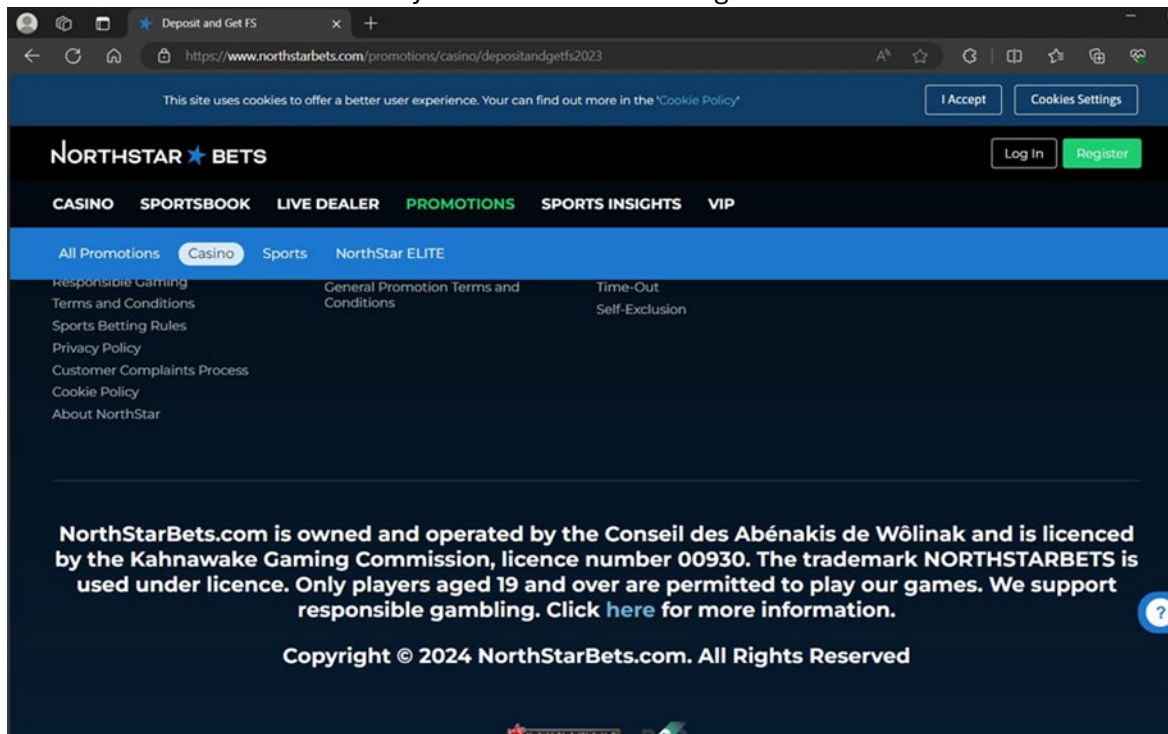 Deposit and Get FS
https://www.northstarbets.com/promotions/casino/depositandgetfs2023
This site uses cookies to offer a better user experience. Your can find out more in the 'Cookie Policy'
I Accept
Cookies Settings
NORTHSTAR BETS
Log In
Register
CASINO SPORTSBOOK LIVE DEALER PROMOTIONS SPORTS INSIGHTS VIP
All Promotions Casino Sports NorthStar ELITE
Responsible Gaming
Terms and Conditions
Sports Betting Rules
Privacy Policy
Customer Complaints Process
Cookie Policy
About NorthStar
General Promotion Terms and
Conditions
Time-Out
Self-Exclusion
NorthStarBets.com is owned and operated by the Conseil des Abénakis de Wôlinak and is licenced
by the Kahnawake Gaming Commission, licence number 00930. The trademark NORTHSTARBETS is
used under licence. Only players aged 19 and over are permitted to play our games. We support
responsible gambling. Click here for more information.
?
Copyright © 2024 NorthStarBets.com. All Rights Reserved